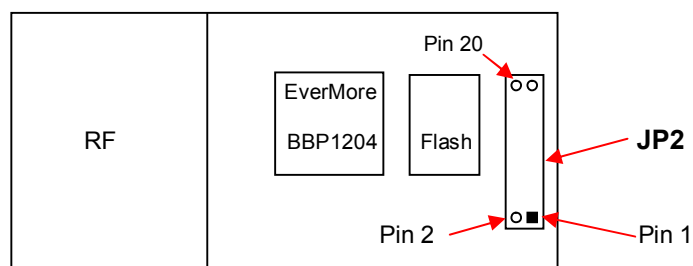 Pin 20
EverMore
RF
BBP1204
Flash
JP2
Pin 2
Pin 1